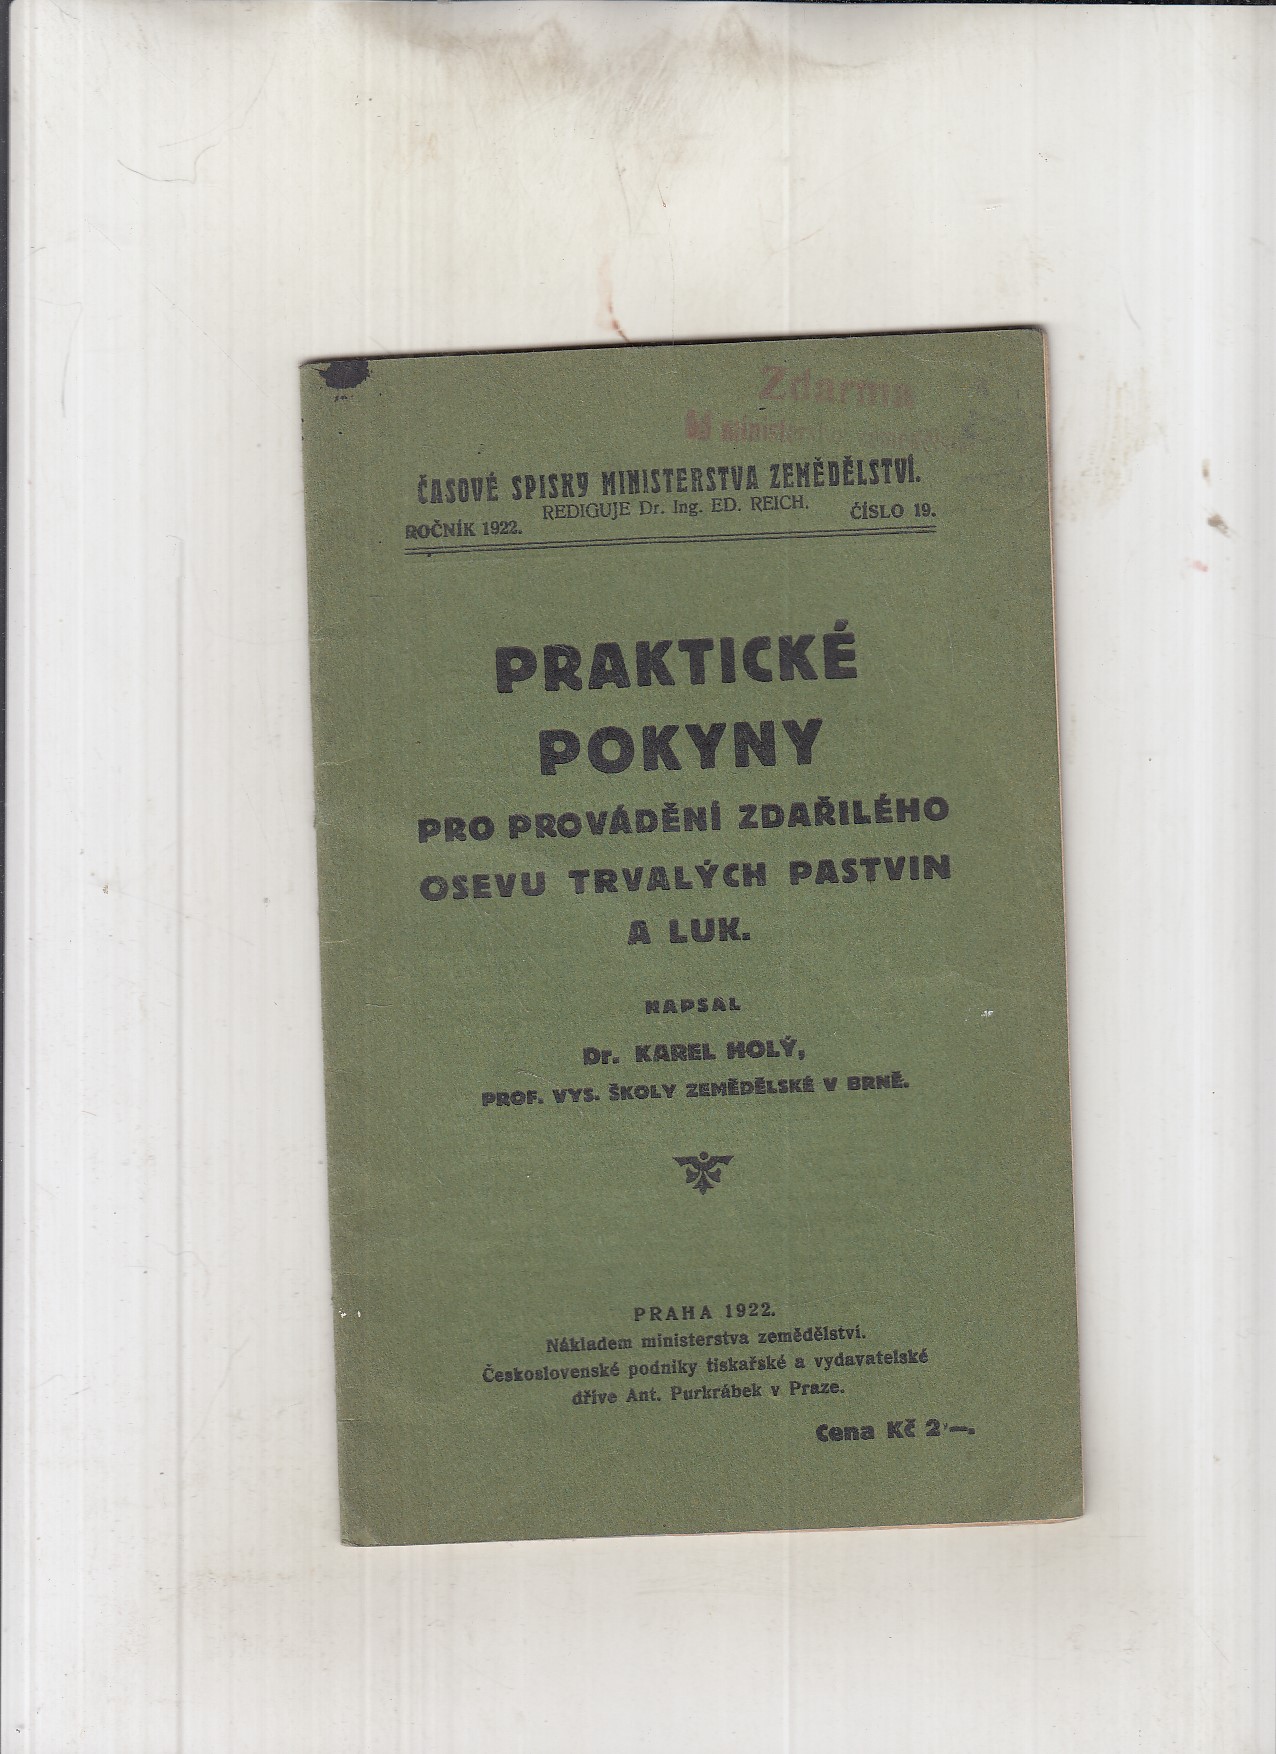 Zdarma
ČASOVÉ SPISKY MINISTERSTVA ZEMĚDĚLSTVÍ.
REDIGUJE Dr. Ing. ED. REICH.
ROČNÍK 1922.
ČÍSLO 19.
PRAKTICKÉ
POKYNY
PRO PROVÁDĚNÍ ZDAŘILÉHO
OSEVU TRVALÝCH PASTVIN
A LUK.
NAPSAL
Dr. KAREL HOLÝ,
PROF. VYS. ŠKOLY ZEMĚDĚLSKÉ V BRNĚ.
PRAHA 1922.
Nákladem ministerstva zemědělství.
Československé podniky tiskařské a vydavatelské
dříve Ant. Purkrábek v Praze.
Cena Kč 2·—.